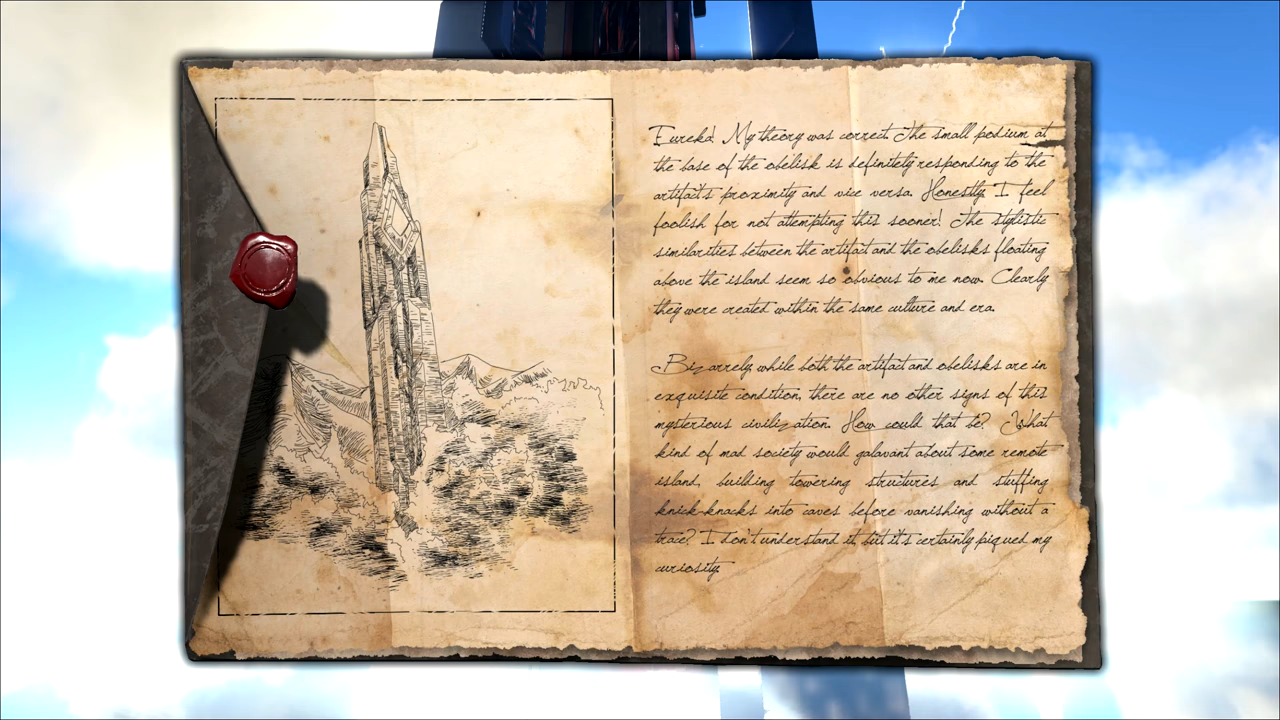 Eureka! My theory was correct. The small podium at
the base of the obelisk is definitely responding to the
artifact's proximity and vice versa. Honestly, I feel
foolish for not attempting this sooner! The stylistic
similarities between the artifact and the obelisks floating
above the island seem so obvious to me now. Clearly
they were created within the same culture and era.
Bizarrely, while both the artifact and obelisks are in
exquisite condition, there are no other signs of this
mysterious civilization. How could that be? What
kind of mad society would galavant about some remote
island, building towering structures and stuffing
knick-knacks into caves before vanishing without a
trace? I don't understand it, but it's certainly piqued my
curiosity.